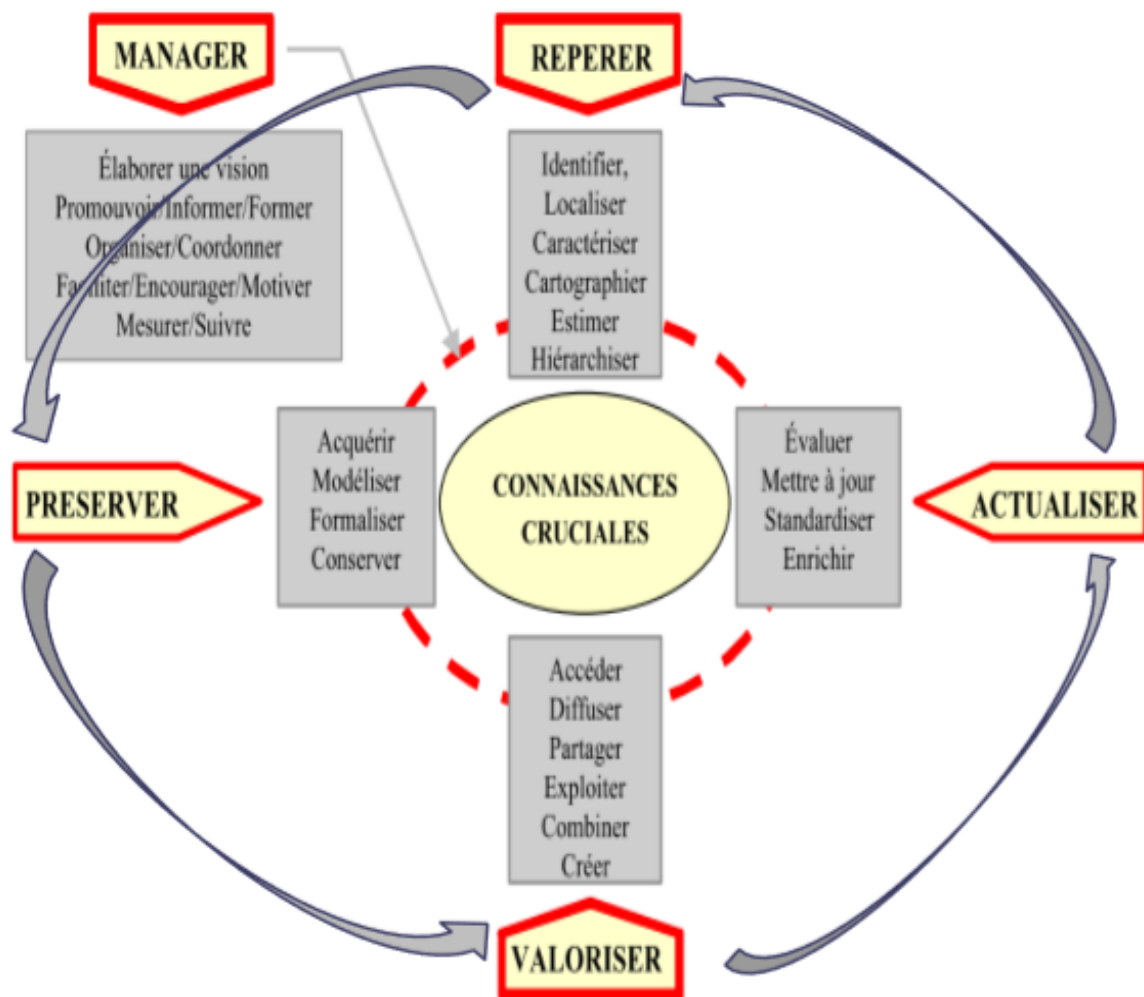 MANAGER
Élaborer une vision
Promouvoir/Informer/Former
Organiser/Coordonner
Faciliter/Encourager/Motiver
Mesurer/Suivre
REPERER
Identifier,
Localiser
Caractériser
Cartographier
Estimer
Hiérarchiser
PRESERVER
Acquérir
Modéliser
Formaliser
Conserver
CONNAISSANCES
CRUCIALES
Évaluer
Mettre à jour
Standardiser
Enrichir
ACTUALISER
Accéder
Diffuser
Partager
Exploiter
Combiner
Créer
VALORISER